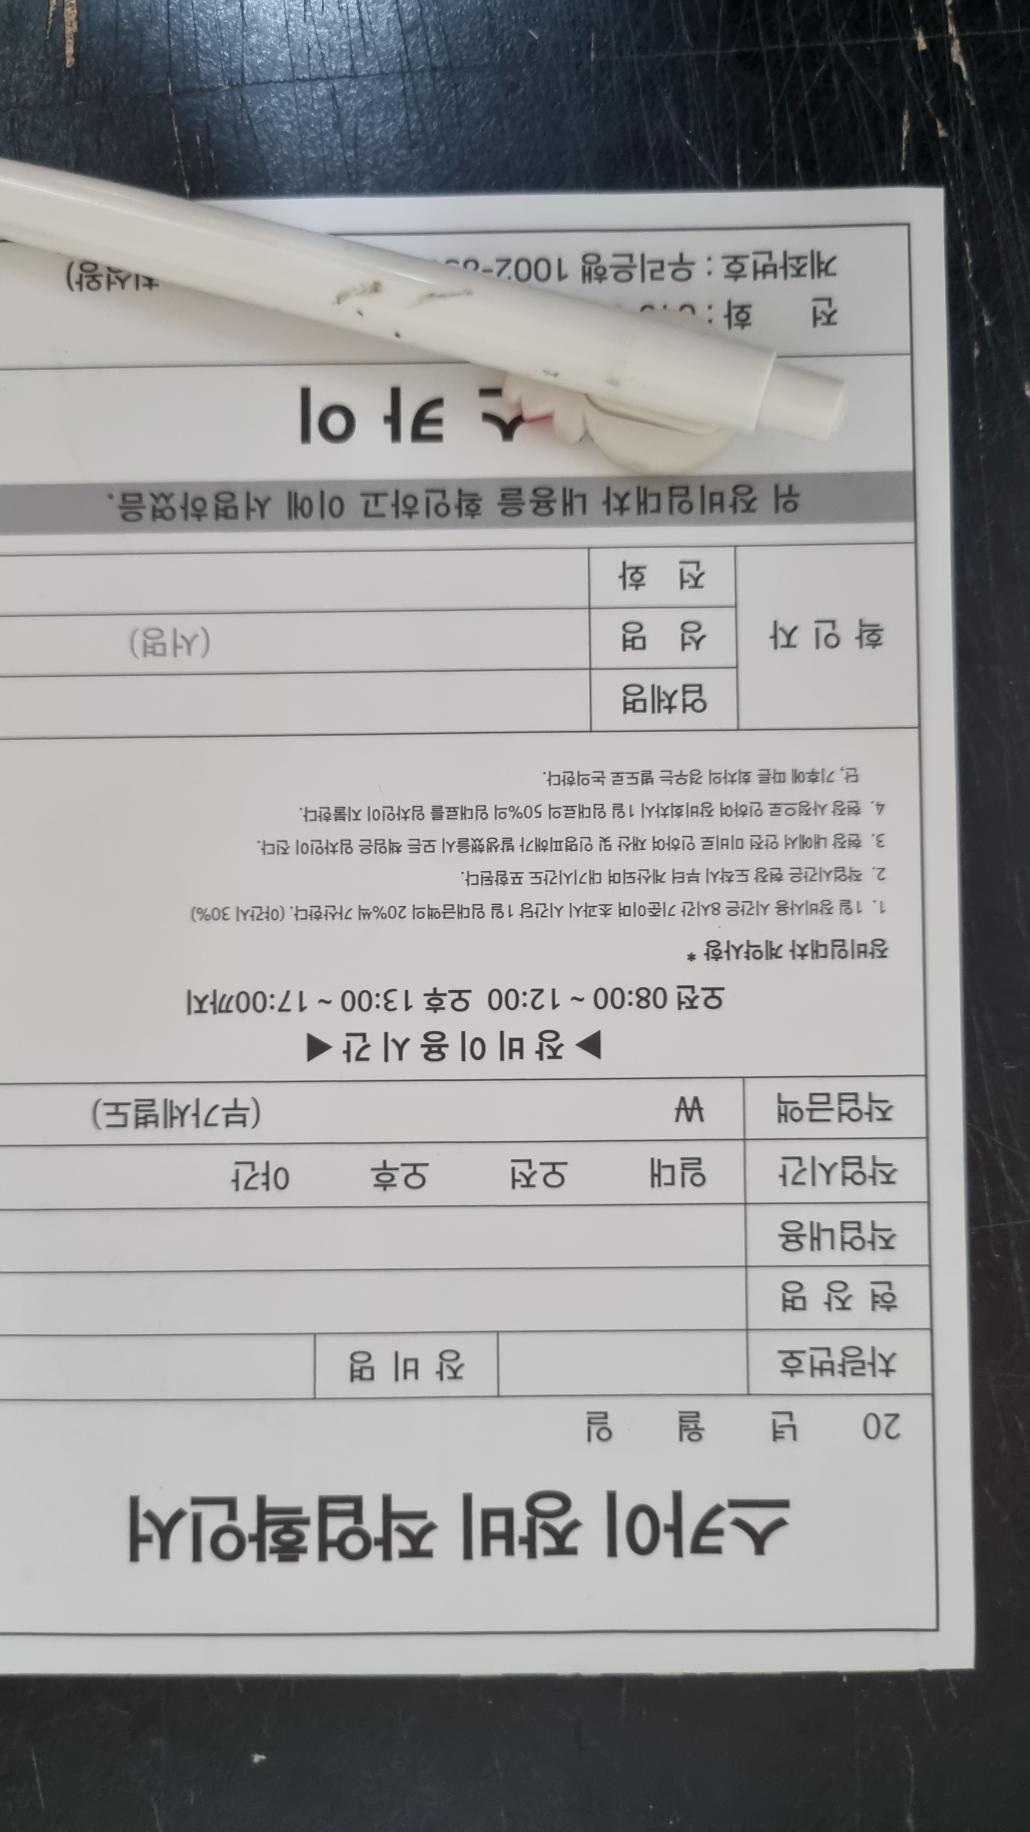 스카이 장비 작업확인서
20 년 월 일
차량번호 장 비 명
현 장 명
작업내용
작업시간 일대 오전 오후 야간
작업금액 ₩ (부가세별도)
▶ 장 비 이 용 시 간 ◀
오전 08:00 ~ 12:00 오후 13:00 ~ 17:00까지
장비임대차 계약사항 *
1. 1일 장비사용 시간은 8시간 기준이며 초과시 시간당 1일 임대금액의 20%씩 가산한다. (야간시 30%)
2. 작업시간은 현장 도착시 부터 계산되며 대기시간도 포함된다.
3. 현장 내에서 안전 미비로 인하여 재산 및 인명피해가 발생했을시 모든 책임은 임차인이 진다.
4. 현장 사정으로 인하여 장비회차시 1일 임대료의 50%의 임대료를 임차인이 지불한다.
단, 기후에 따른 회차의 경우는 별도로 논의한다.
확 인 자
업체명
성 명 (서명)
전 화
위 장비임대차 내용을 확인하고 이에 서명하였음.
스 카 이
전 화 :
계좌번호 : 우리은행 1002-8